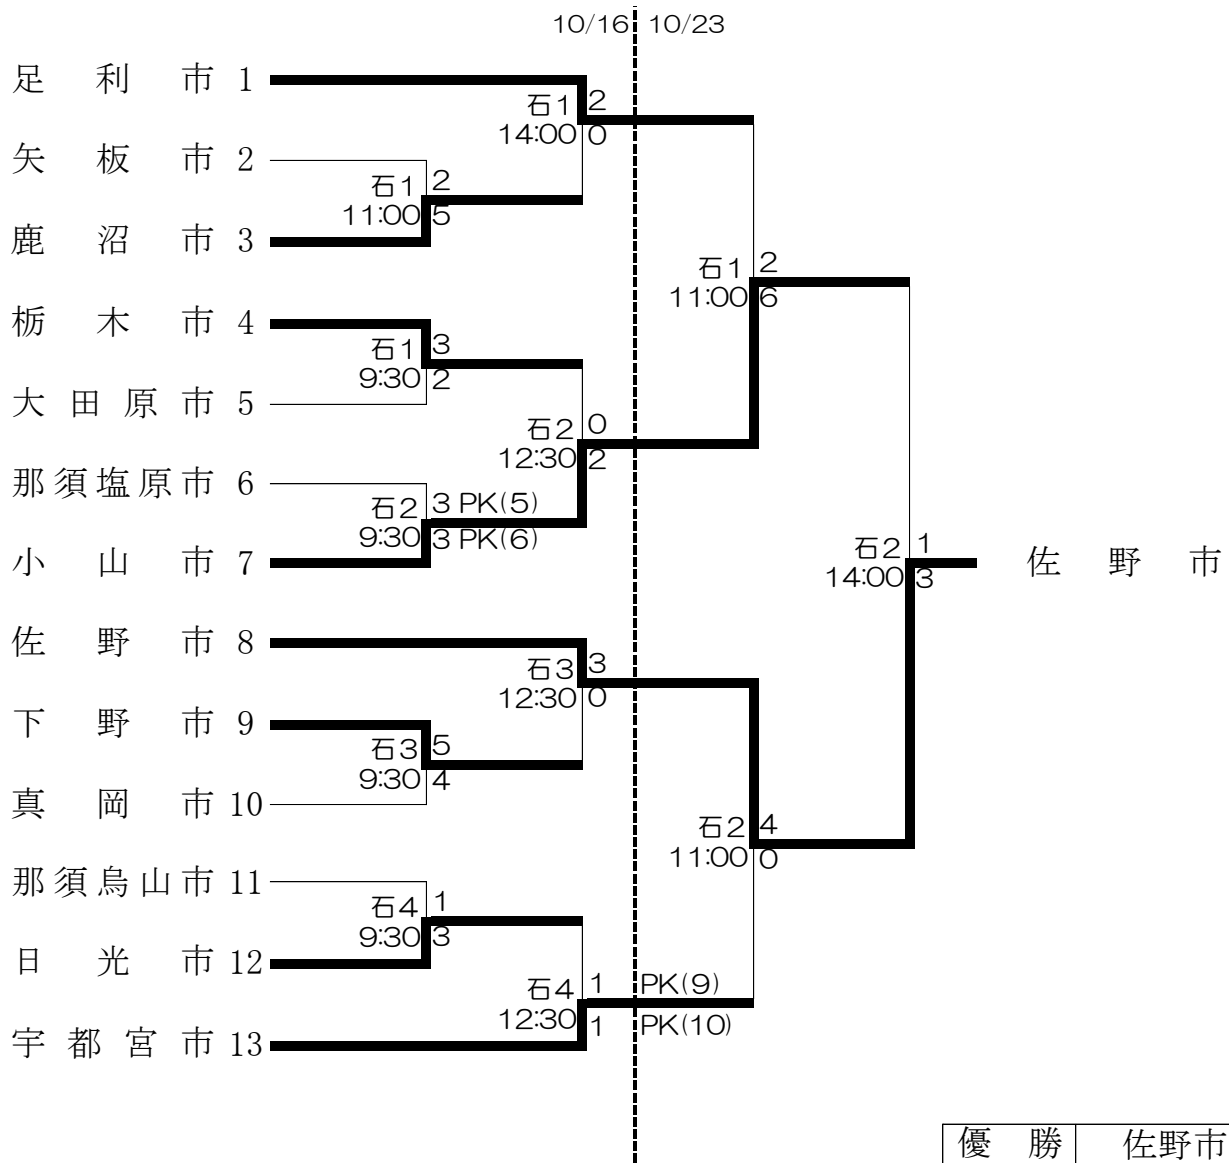 10/16 10/23
足利市 1
石1 2
14:00 0
矢板市 2
石1 2
11:00 5
鹿沼市 3
石1 2
11:00 6
栃木市 4
石1 3
9:30 2
大田原市 5
石2 0
12:30 2
那須塩原市 6
石2 3 PK(5)
9:30 3 PK(6)
小山市 7
石2 1
14:00 3
佐野市
佐野市 8
石3 3
12:30 0
下野市 9
石3 5
9:30 4
真岡市 10
石2 4
11:00 0
那須烏山市 11
石4 1
9:30 3
日光市 12
石4 1 PK(9)
12:30 1 PK(10)
宇都宮市 13
優勝 佐野市